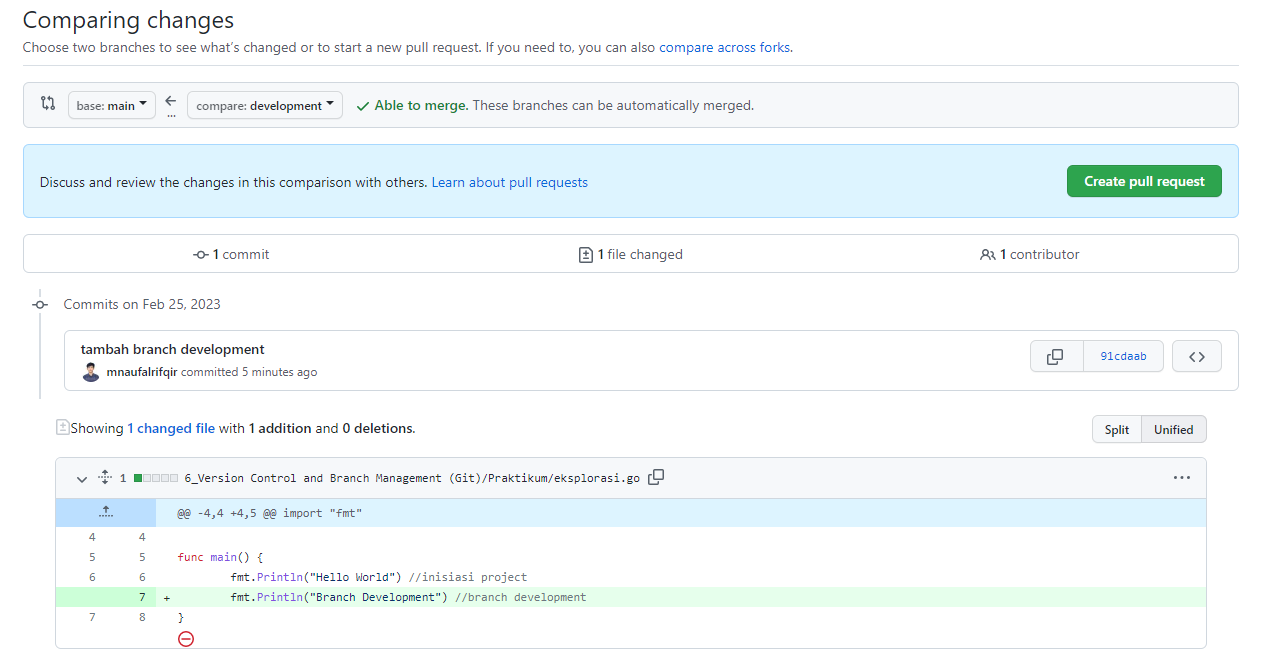 Comparing changes
Choose two branches to see what's changed or to start a new pull request. If you need to, you can also compare across forks.
base: main ... compare: development Able to merge. These branches can be automatically merged.
Discuss and review the changes in this comparison with others. Learn about pull requests Create pull request
1 commit 1 file changed 1 contributor
Commits on Feb 25, 2023
tambah branch development
mnaufalrifqir committed 5 minutes ago 91cdaab
Showing 1 changed file with 1 addition and 0 deletions. Split Unified
1 6_Version Control and Branch Management (Git)/Praktikum/eksplorasi.go
@@ -4,4 +4,5 @@ import "fmt"
4 4
5 5 func main() {
6 6 fmt.Println("Hello World") //inisiasi project
7 + fmt.Println("Branch Development") //branch development
7 8 }